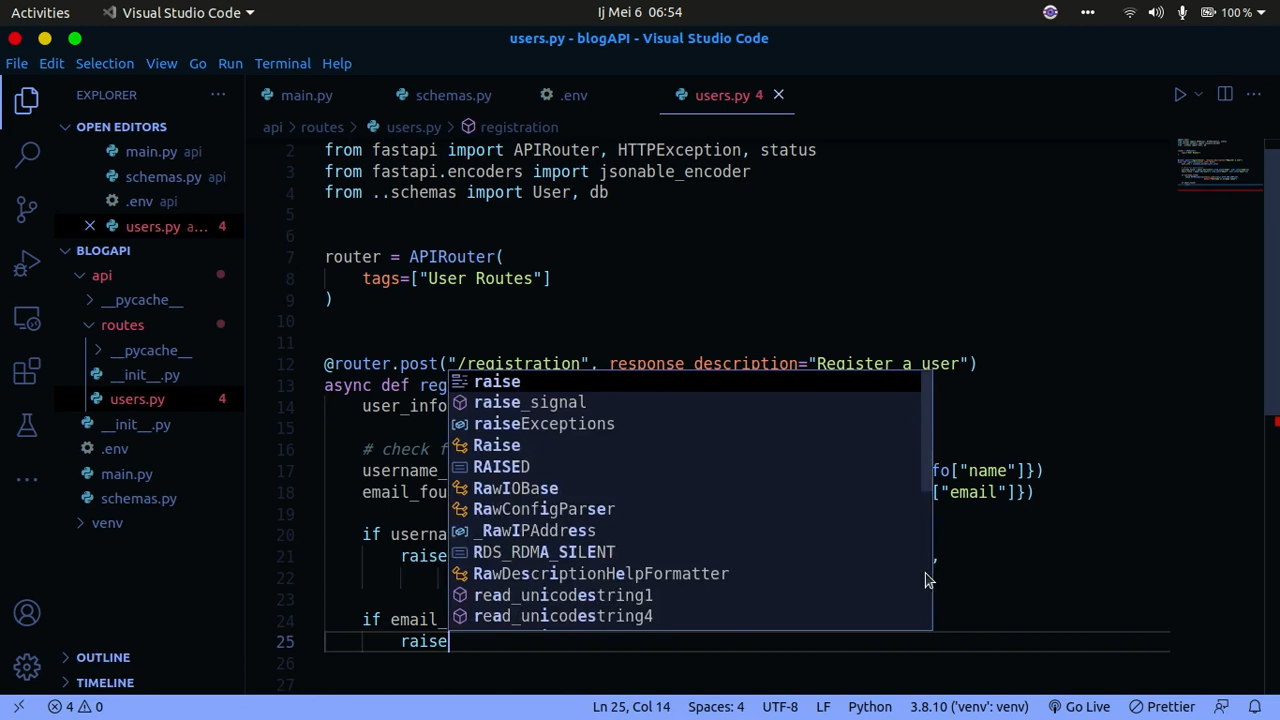 Activities Visual Studio Code Ij Mei 6 06:54 100 %
users.py - blogAPI - Visual Studio Code
File Edit Selection View Go Run Terminal Help
EXPLORER
OPEN EDITORS
main.py api
schemas.py api
.env api
users.py a... 4
BLOGAPI
api
__pycache__
routes
__pycache__
__init__.py
users.py 4
__init__.py
.env
main.py
schemas.py
venv
OUTLINE
TIMELINE
main.py schemas.py .env users.py 4
api routes users.py registration
2 from fastapi import APIRouter, HTTPException, status
3 from fastapi.encoders import jsonable_encoder
4 from ..schemas import User, db
5
6
7 router = APIRouter(
8 tags=["User Routes"]
9 )
10
11
12 @router.post("/registration", response_description="Register a user")
13 async def reg
14 user_info
15
16 # check f
17 username_ fo["name"]})
18 email_fou ["email"]})
19
20 if userna
21 raise ,
22
23
24 if email_
25 raise
26
27
raise
raise_signal
raiseExceptions
Raise
RAISED
RawIOBase
RawConfigParser
_RawIPAddress
RDS_RDMA_SILENT
RawDescriptionHelpFormatter
read_unicodestring1
read_unicodestring4
4 0 Ln 25, Col 14 Spaces: 4 UTF-8 LF Python 3.8.10 ('venv': venv) Go Live Prettier